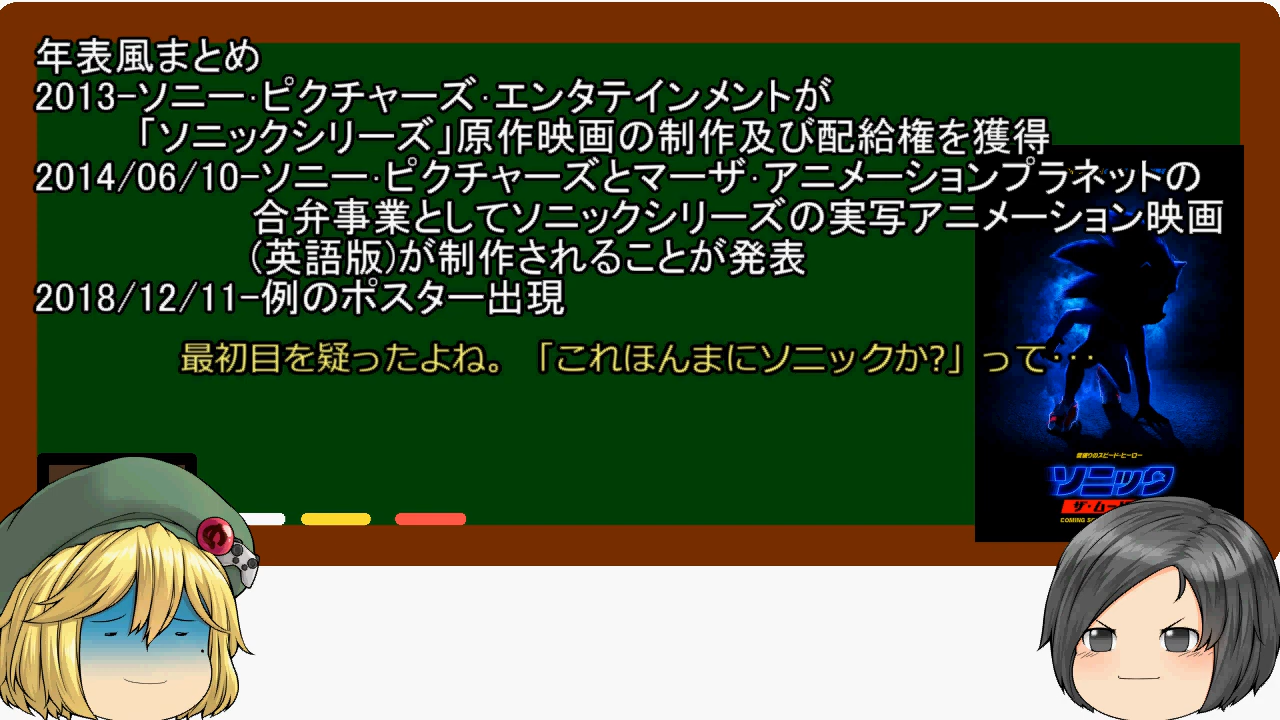 年表風まとめ
2013-ソニー･ピクチャーズ･エンタテインメントが
「ソニックシリーズ」原作映画の制作及び配給権を獲得
2014/06/10-ソニー･ピクチャーズとマーザ･アニメーションプラネットの
合弁事業としてソニックシリーズの実写アニメーション映画
(英語版)が制作されることが発表
2018/12/11-例のポスター出現
最初目を疑ったよね。「これほんまにソニックか?」って･･･
ソニック
ザ・ムー
COMING